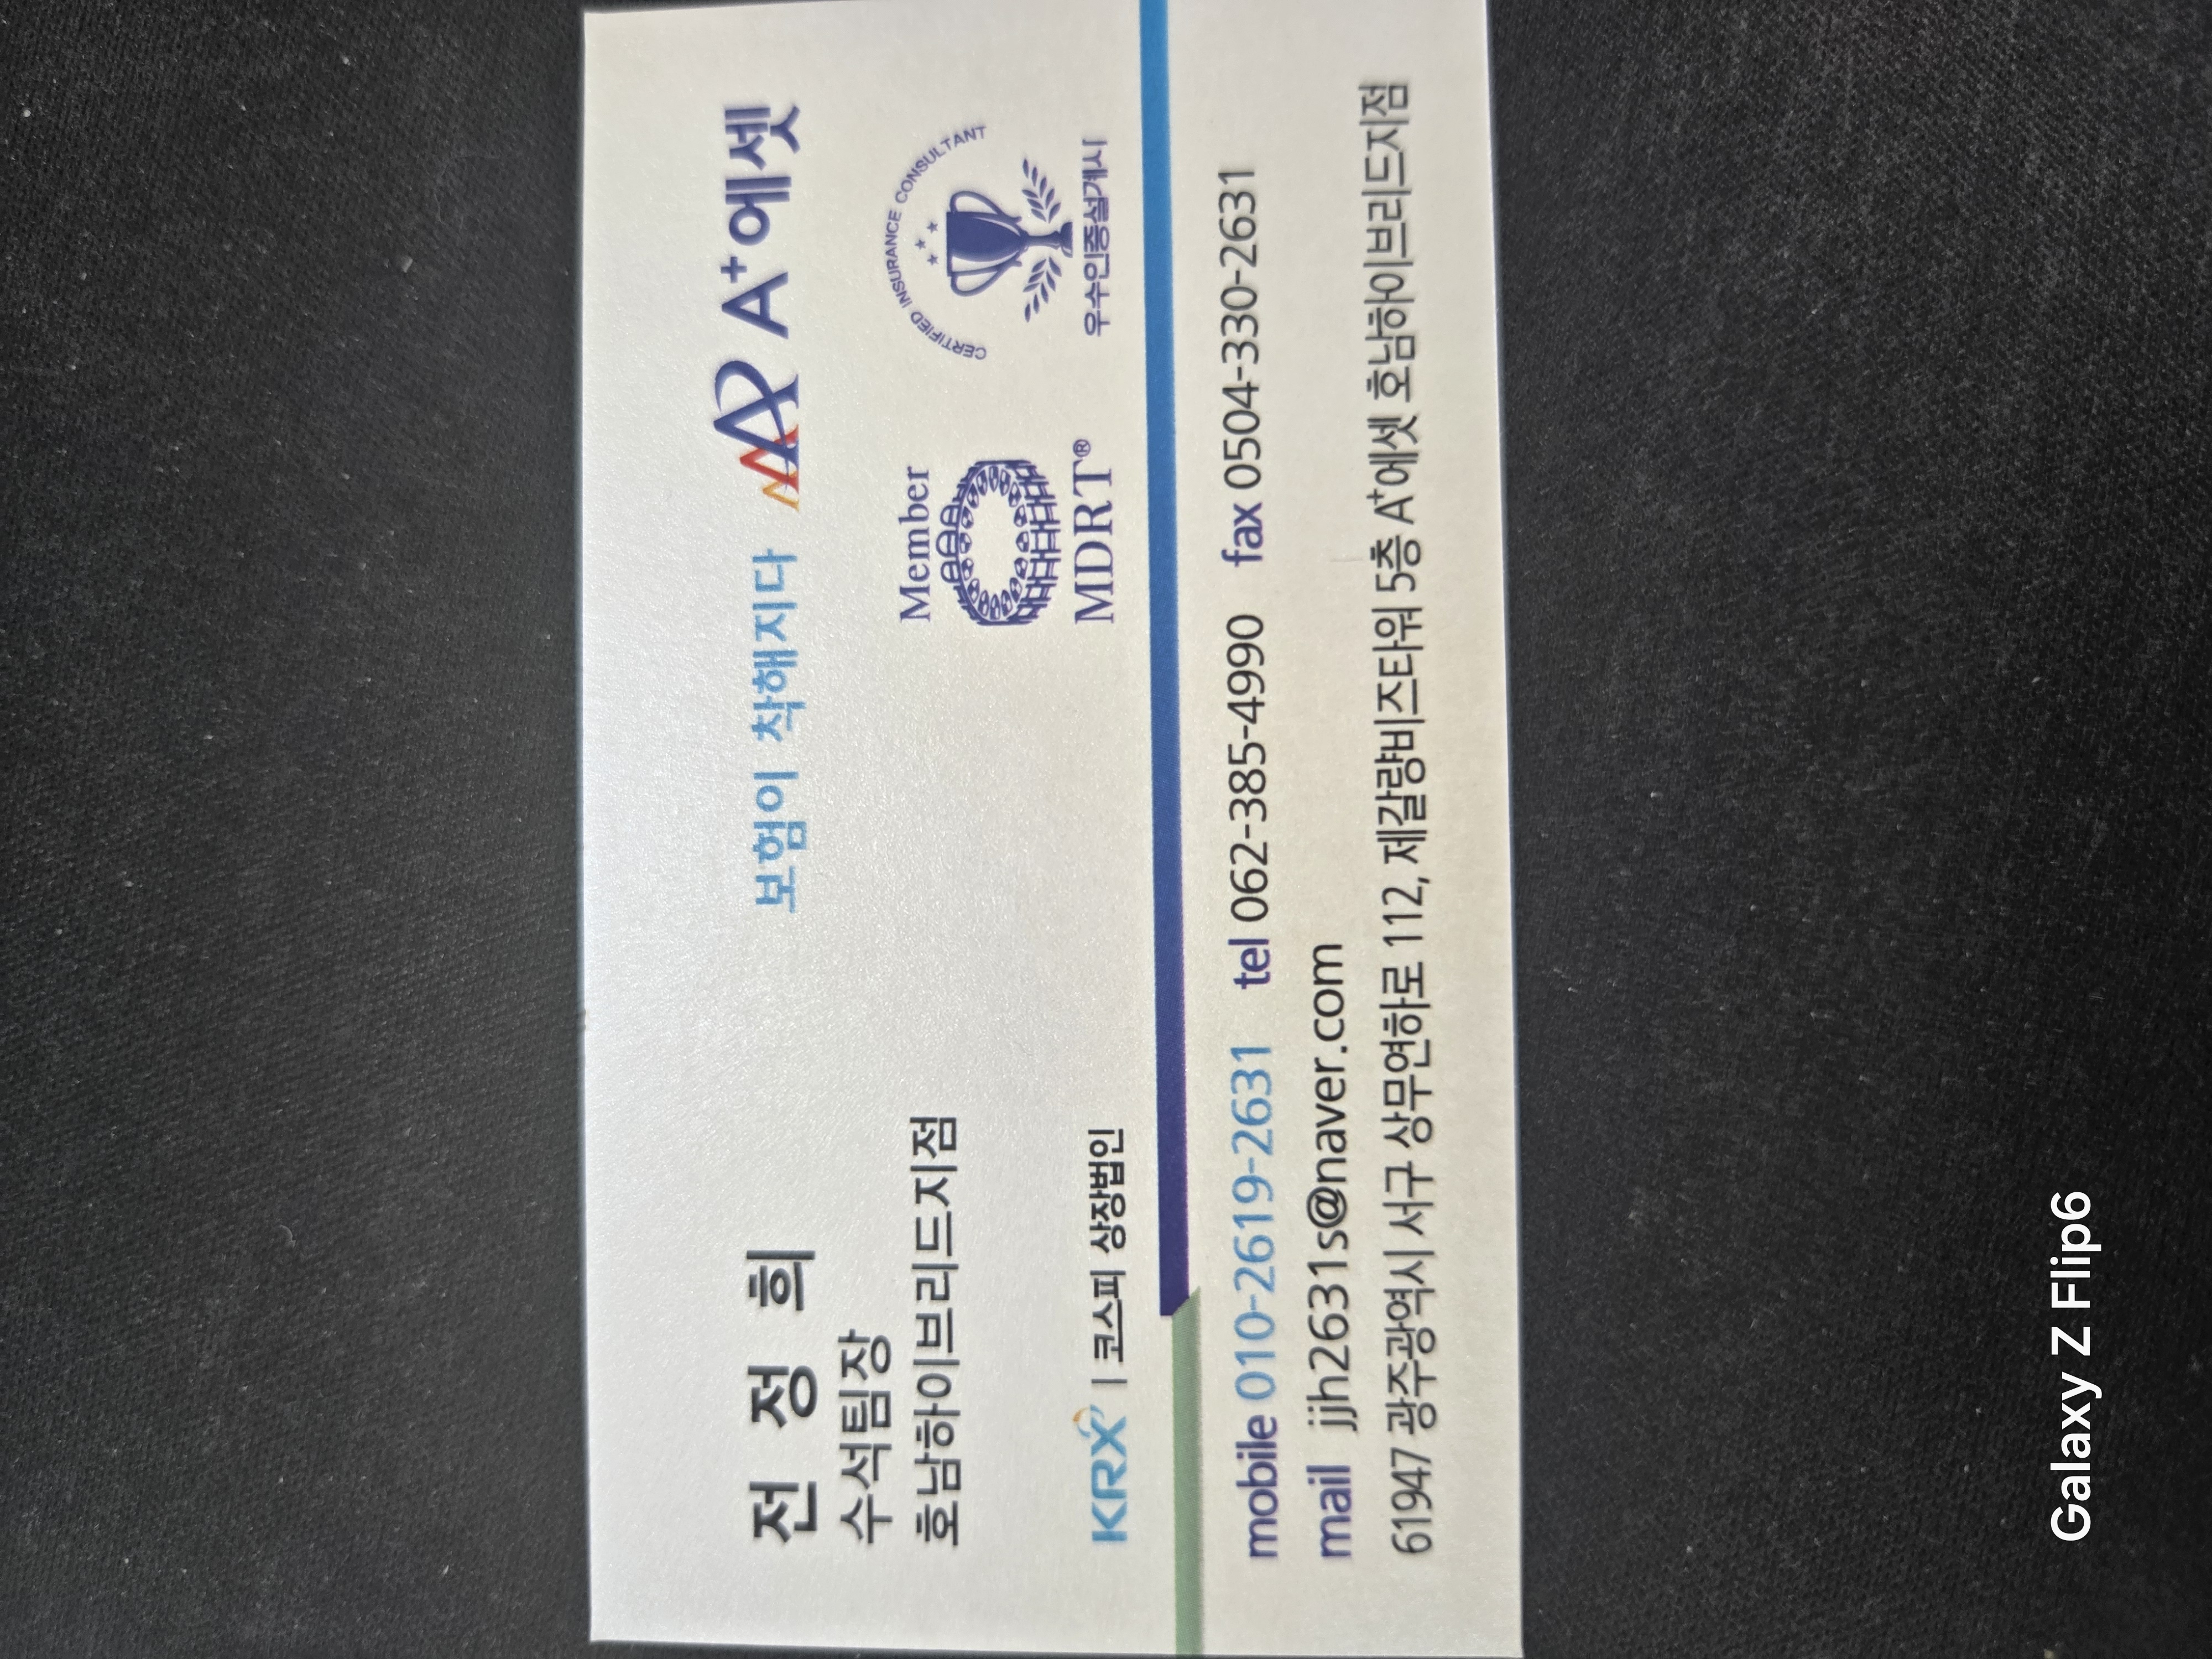 보험이 착해지다 A+에셋
전 정 희
수석팀장
호남하이브리드지점
Member
MDRT®
CERTIFIED INSURANCE CONSULTANT
우수인증설계사
KRX | 코스피 상장법인
mobile 010-2619-2631 tel 062-385-4990 fax 0504-330-2631
mail jjh2631s@naver.com
61947 광주광역시 서구 상무연하로 112, 제갈량비즈타워 5층 A+에셋 호남하이브리드지점
Galaxy Z Flip6